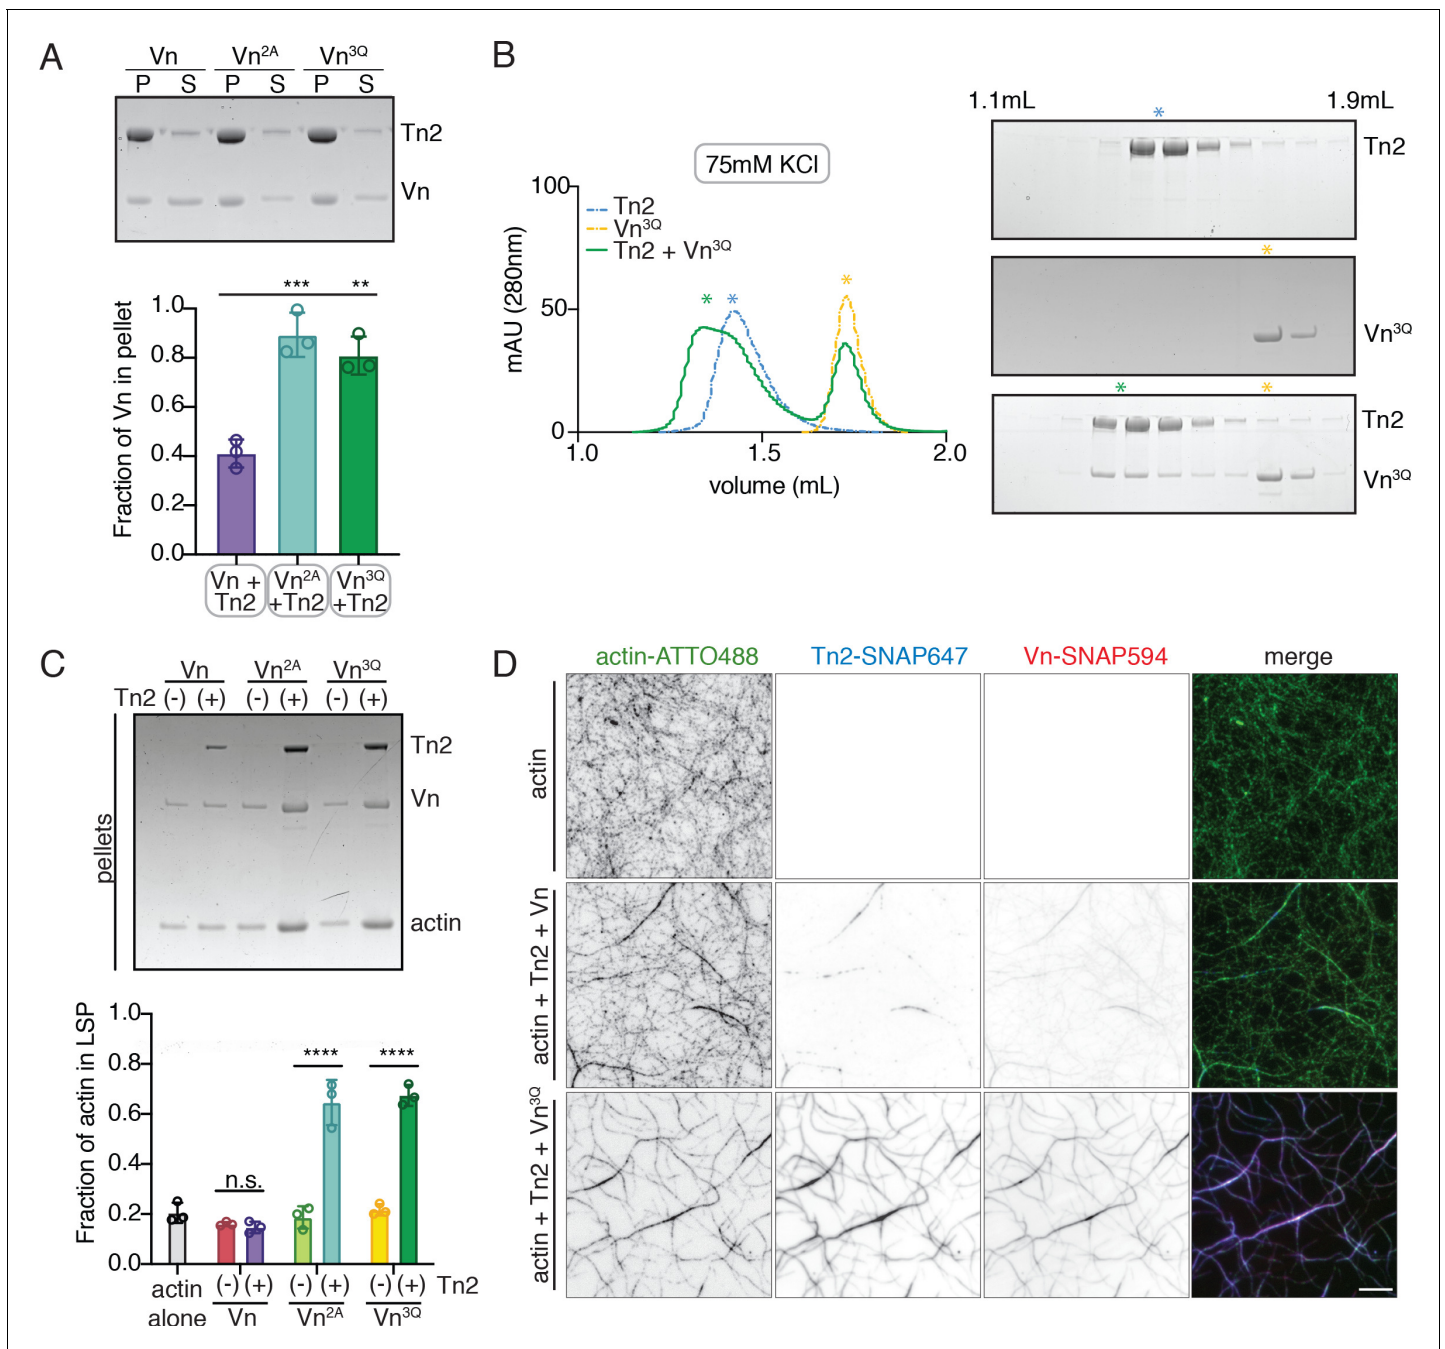 A
Vn Vn2A Vn3Q
P S P S P S
Tn2
Vn
*** **
Fraction of Vn in pellet
1.0
0.8
0.6
0.4
0.2
0.0
Vn + Tn2
Vn2A +Tn2
Vn3Q +Tn2
B
75mM KCl
mAU (280nm)
100
50
0
Tn2
Vn3Q
Tn2 + Vn3Q
* * *
1.0 1.5 2.0
volume (mL)
1.1mL 1.9mL
*
Tn2
*
Vn3Q
* *
Tn2
Vn3Q
C
Vn Vn2A Vn3Q
Tn2 (-) (+) (-) (+) (-) (+)
pellets
Tn2
Vn
actin
Fraction of actin in LSP
1.0
0.8
0.6
0.4
0.2
0.0
n.s. **** ****
actin alone
(-) (+) (-) (+) (-) (+) Tn2
Vn Vn2A Vn3Q
D
actin-ATTO488 Tn2-SNAP647 Vn-SNAP594 merge
actin
actin + Tn2 + Vn
actin + Tn2 + Vn3Q